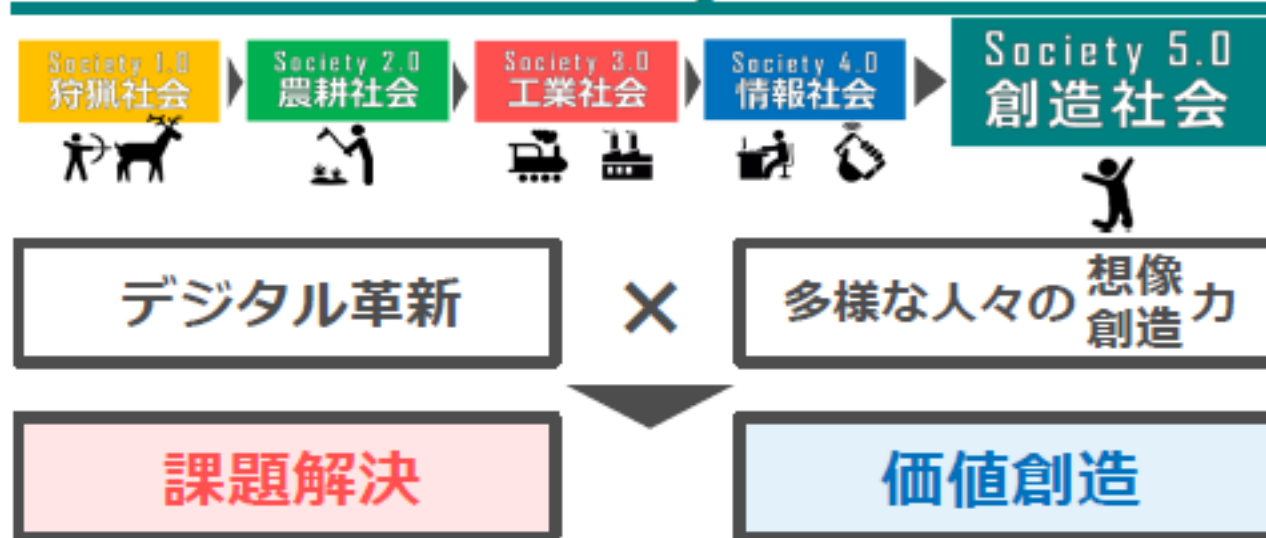 Society 1.0
狩猟社会
Society 2.0
農耕社会
Society 3.0
工業社会
Society 4.0
情報社会
Society 5.0
創造社会
デジタル革新
×
多様な人々の想像創造力
課題解決
価値創造